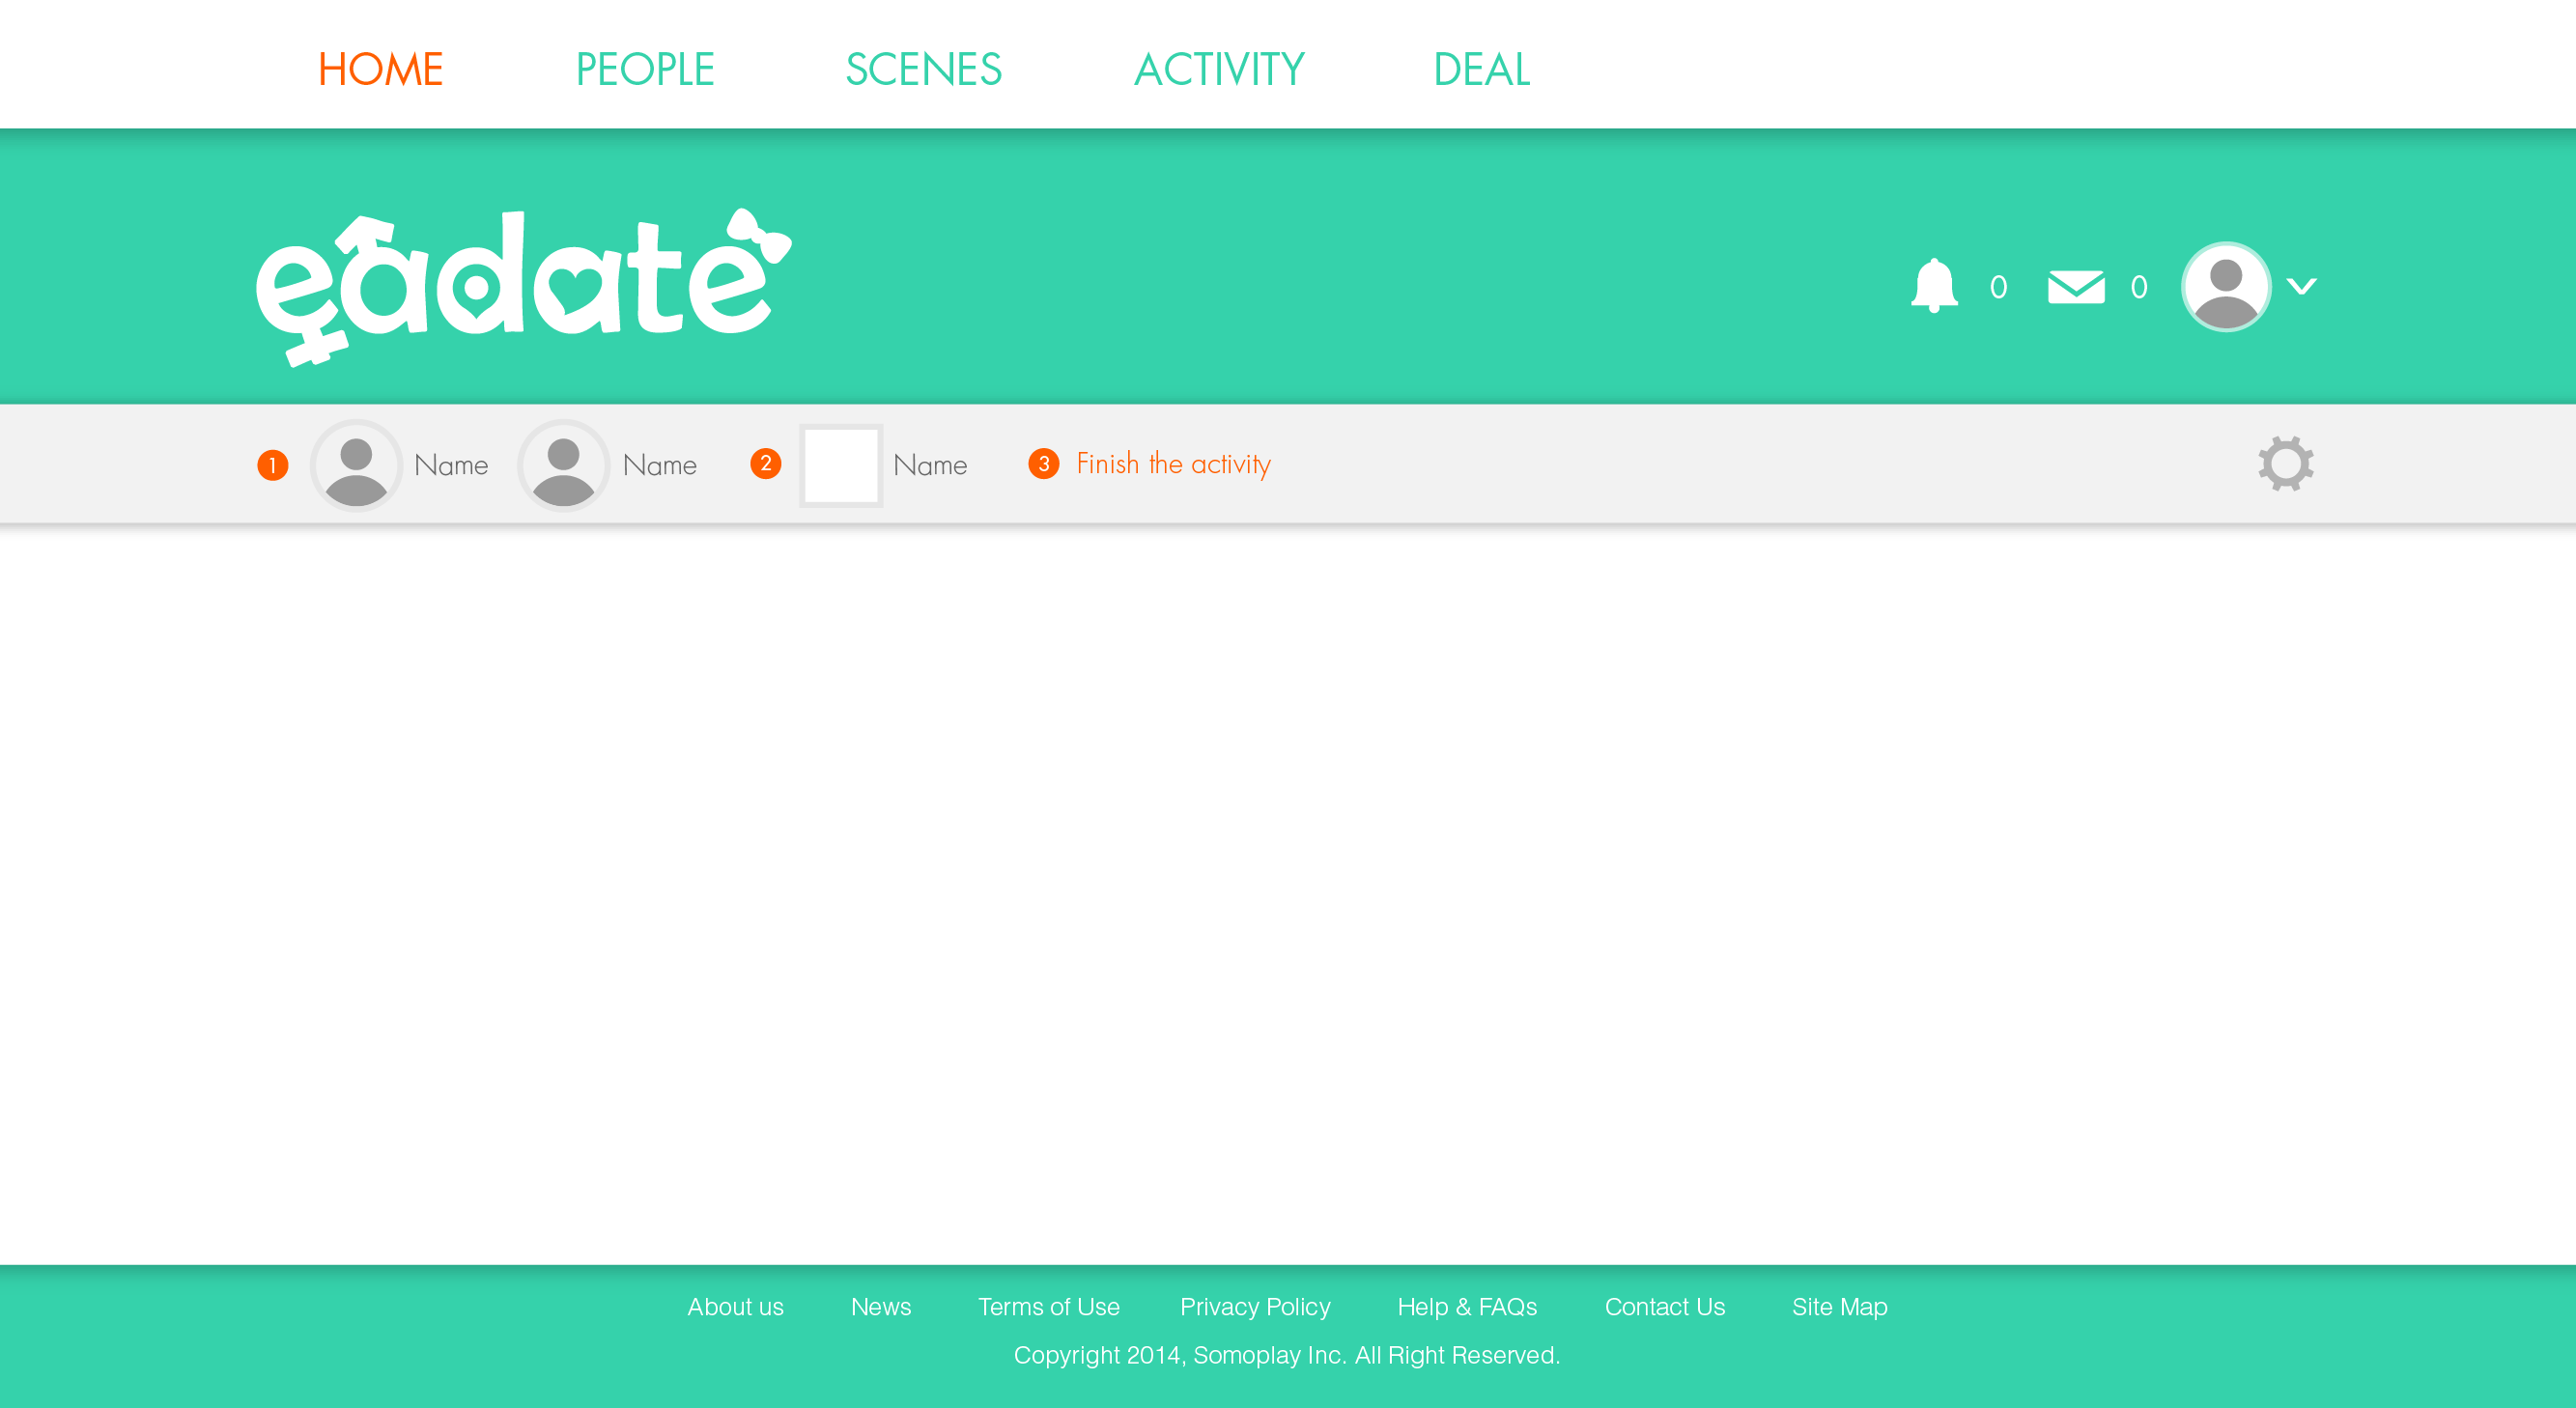 HOME PEOPLE SCENES ACTIVITY DEAL
eadate
0 0
1 Name Name 2 Name 3 Finish the activity
About us News Terms of Use Privacy Policy Help & FAQs Contact Us Site Map
Copyright 2014, Somoplay Inc. All Right Reserved.